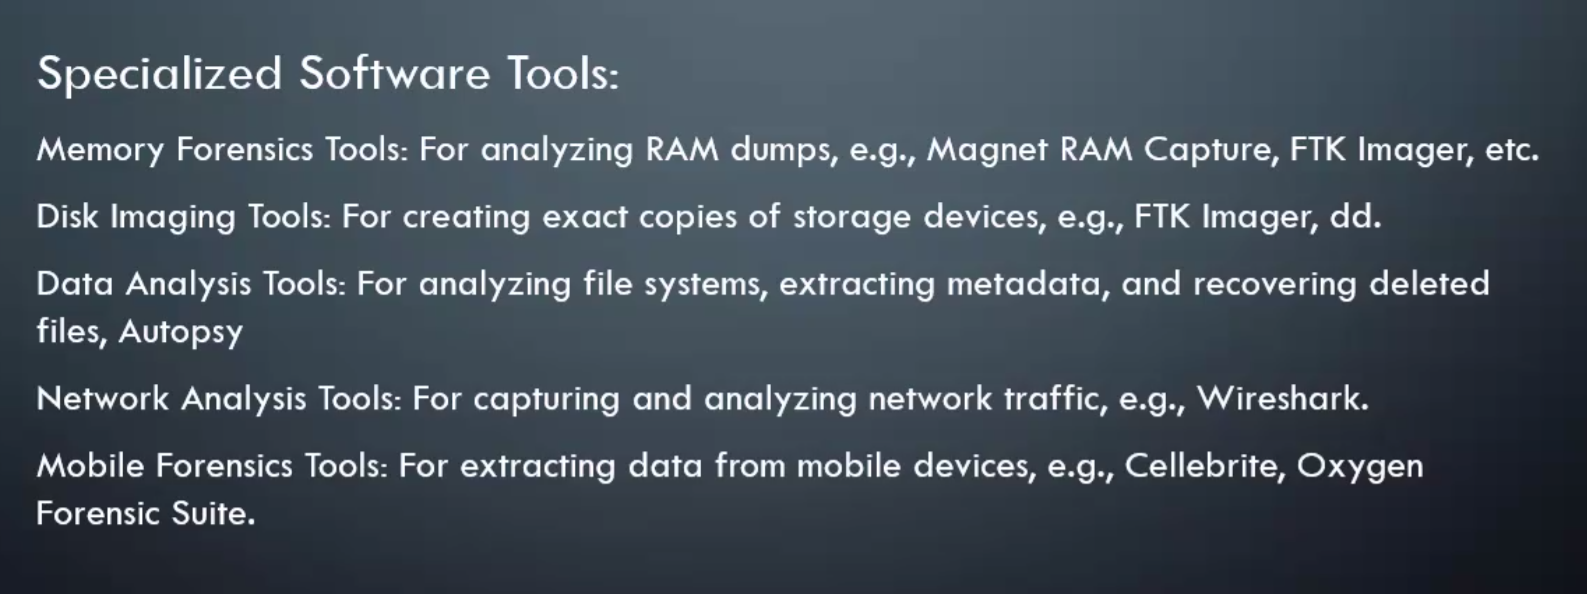 Specialized Software Tools:
Memory Forensics Tools: For analyzing RAM dumps, e.g., Magnet RAM Capture, FTK Imager, etc.
Disk Imaging Tools: For creating exact copies of storage devices, e.g., FTK Imager, dd.
Data Analysis Tools: For analyzing file systems, extracting metadata, and recovering deleted
files, Autopsy
Network Analysis Tools: For capturing and analyzing network traffic, e.g., Wireshark.
Mobile Forensics Tools: For extracting data from mobile devices, e.g., Cellebrite, Oxygen
Forensic Suite.